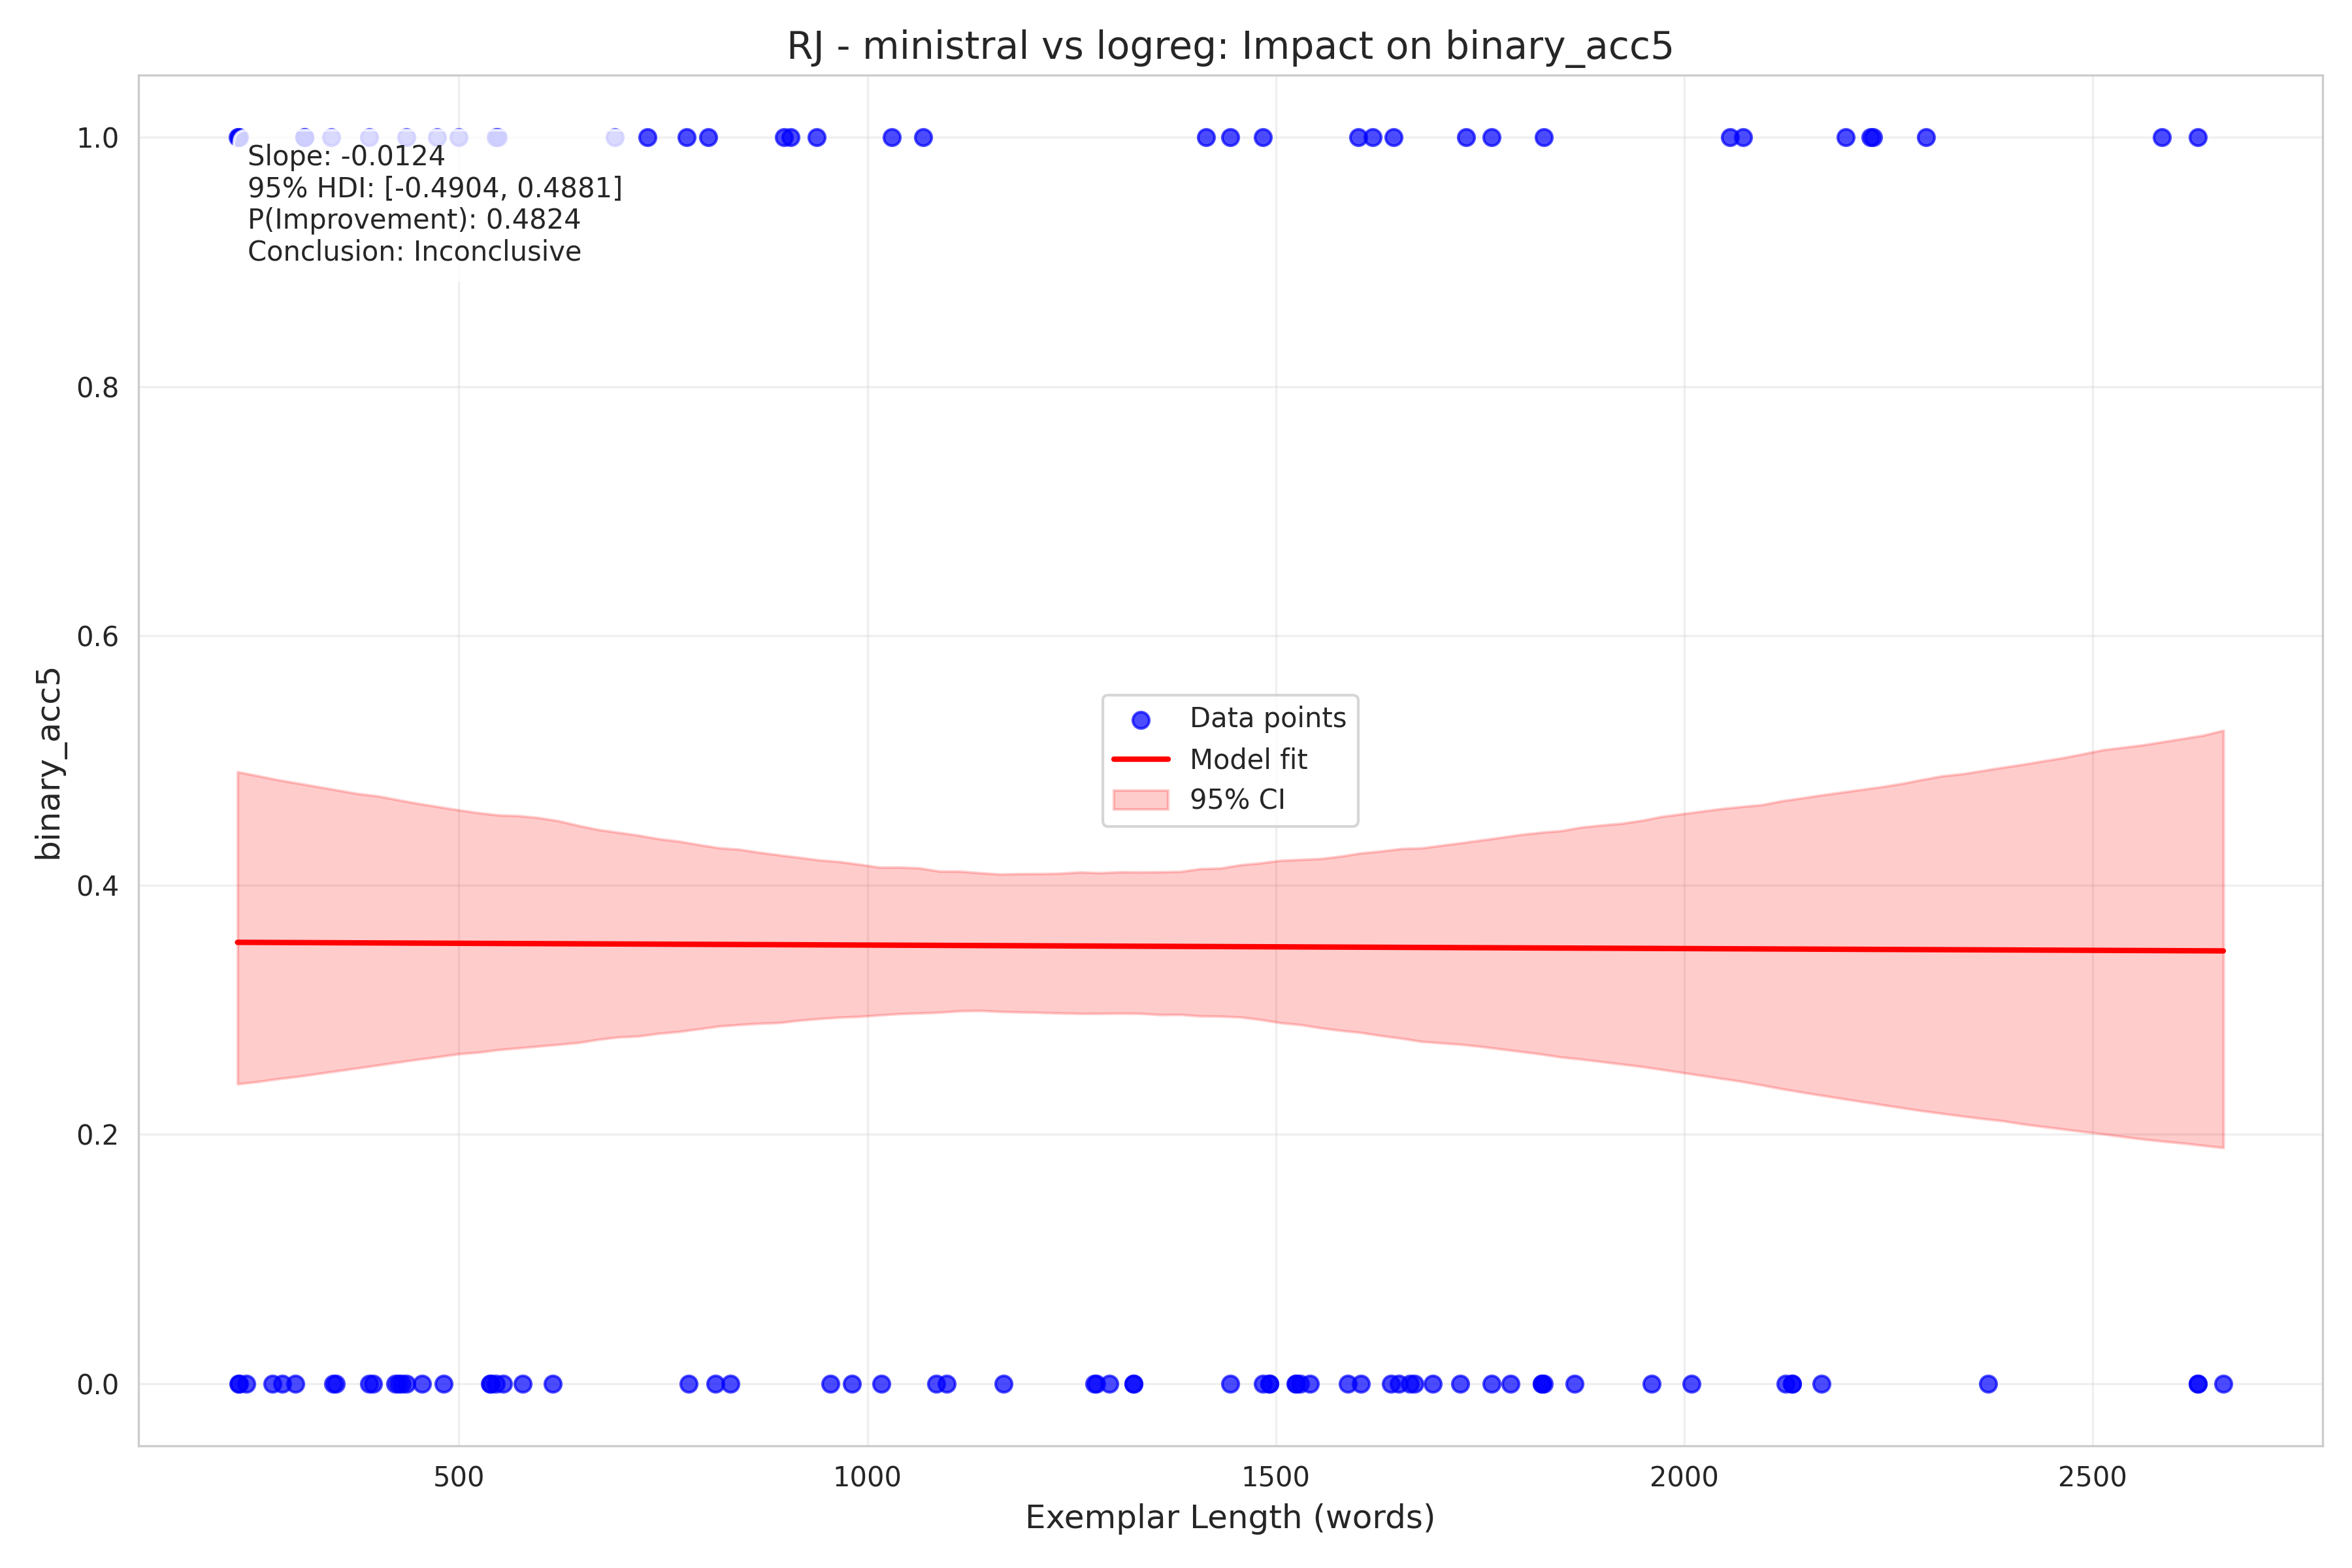 RJ - ministral vs logreg: Impact on binary_acc5
1.0
0.8
0.6
0.4
0.2
0.0
binary_acc5
Slope: -0.0124
95% HDI: [-0.4904, 0.4881]
P(Improvement): 0.4824
Conclusion: Inconclusive
Data points
Model fit
95% CI
500
1000
1500
2000
2500
Exemplar Length (words)